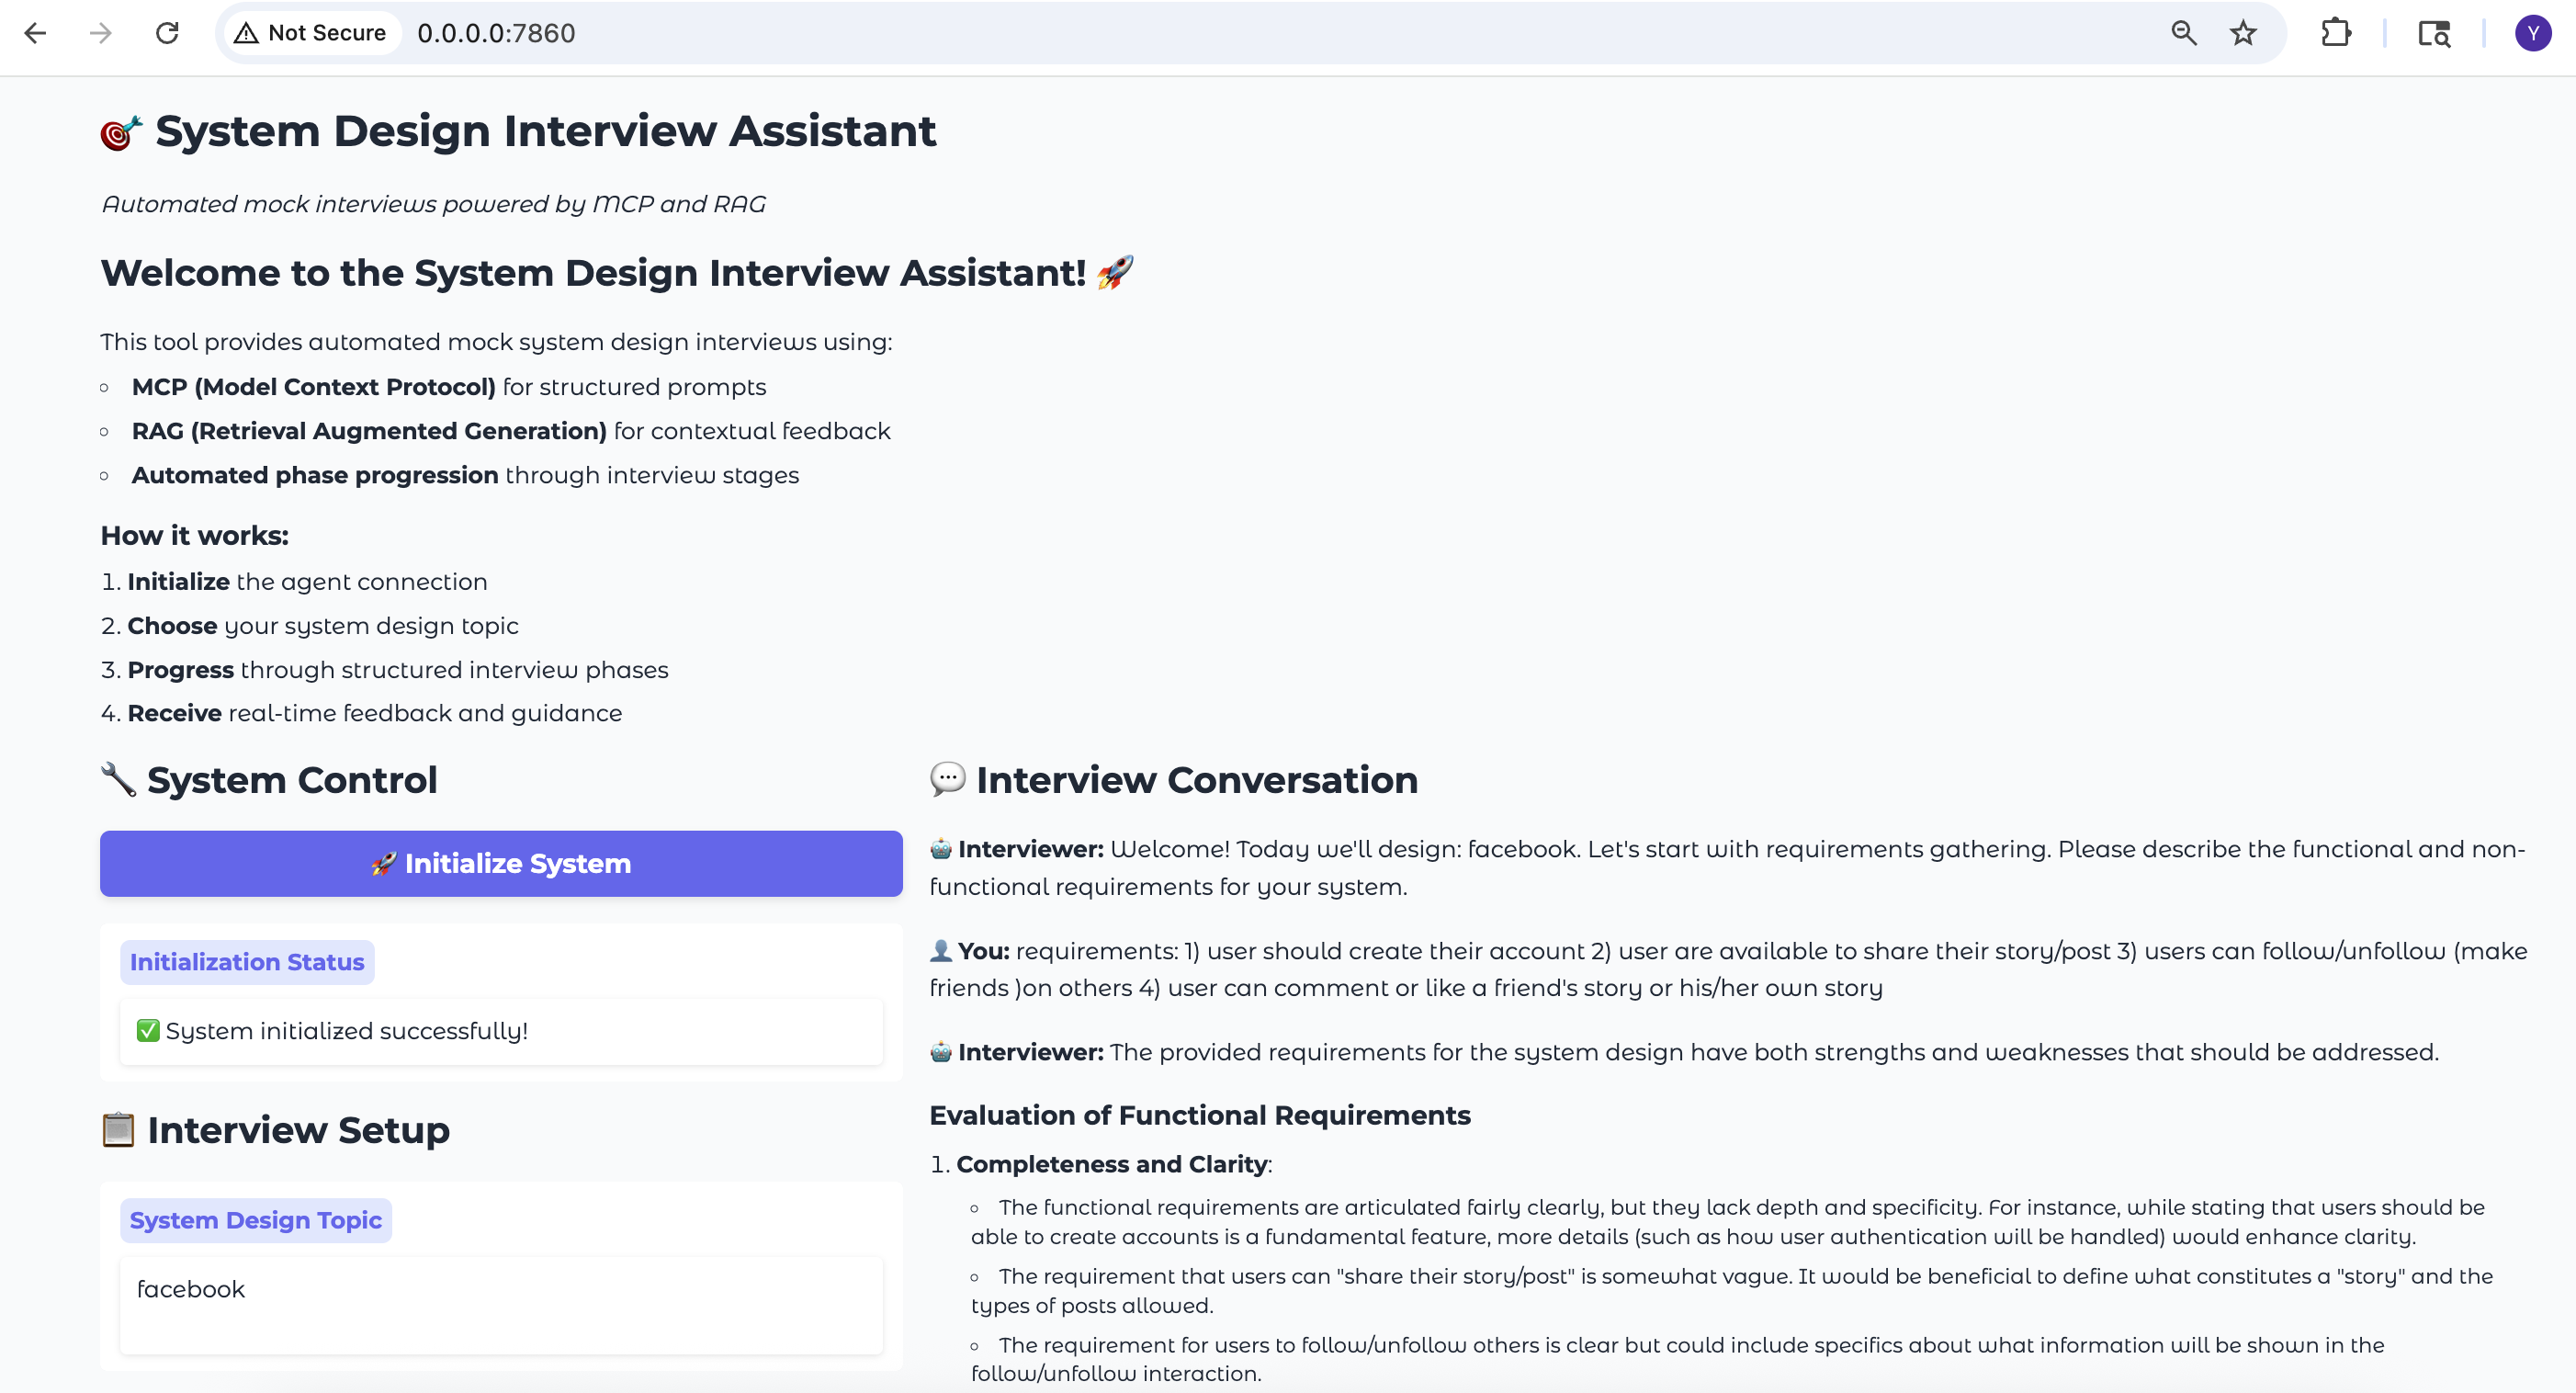 Not Secure 0.0.0.0:7860
Y
System Design Interview Assistant
Automated mock interviews powered by MCP and RAG
Welcome to the System Design Interview Assistant!
This tool provides automated mock system design interviews using:
MCP (Model Context Protocol) for structured prompts
RAG (Retrieval Augmented Generation) for contextual feedback
Automated phase progression through interview stages
How it works:
1. Initialize the agent connection
2. Choose your system design topic
3. Progress through structured interview phases
4. Receive real-time feedback and guidance
System Control
Initialize System
Initialization Status
System initialized successfully!
Interview Setup
System Design Topic
facebook
Interview Conversation
Interviewer: Welcome! Today we'll design: facebook. Let's start with requirements gathering. Please describe the functional and non-
functional requirements for your system.
You: requirements: 1) user should create their account 2) user are available to share their story/post 3) users can follow/unfollow (make
friends )on others 4) user can comment or like a friend's story or his/her own story
Interviewer: The provided requirements for the system design have both strengths and weaknesses that should be addressed.
Evaluation of Functional Requirements
1. Completeness and Clarity:
The functional requirements are articulated fairly clearly, but they lack depth and specificity. For instance, while stating that users should be
able to create accounts is a fundamental feature, more details (such as how user authentication will be handled) would enhance clarity.
The requirement that users can "share their story/post" is somewhat vague. It would be beneficial to define what constitutes a "story" and the
types of posts allowed.
The requirement for users to follow/unfollow others is clear but could include specifics about what information will be shown in the
follow/unfollow interaction.